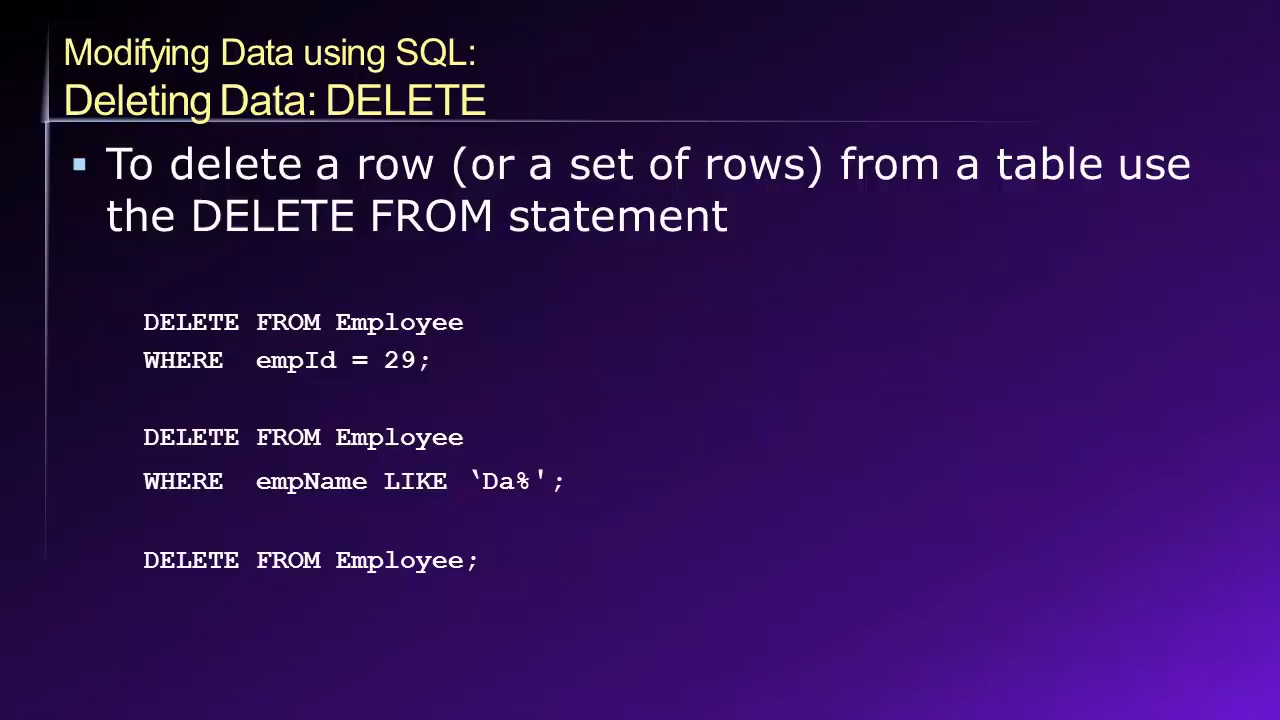 Modifying Data using SQL:
Deleting Data: DELETE
▪ To delete a row (or a set of rows) from a table use
the DELETE FROM statement
DELETE FROM Employee
WHERE  empId = 29;
DELETE FROM Employee
WHERE  empName LIKE ‘Da%';
DELETE FROM Employee;